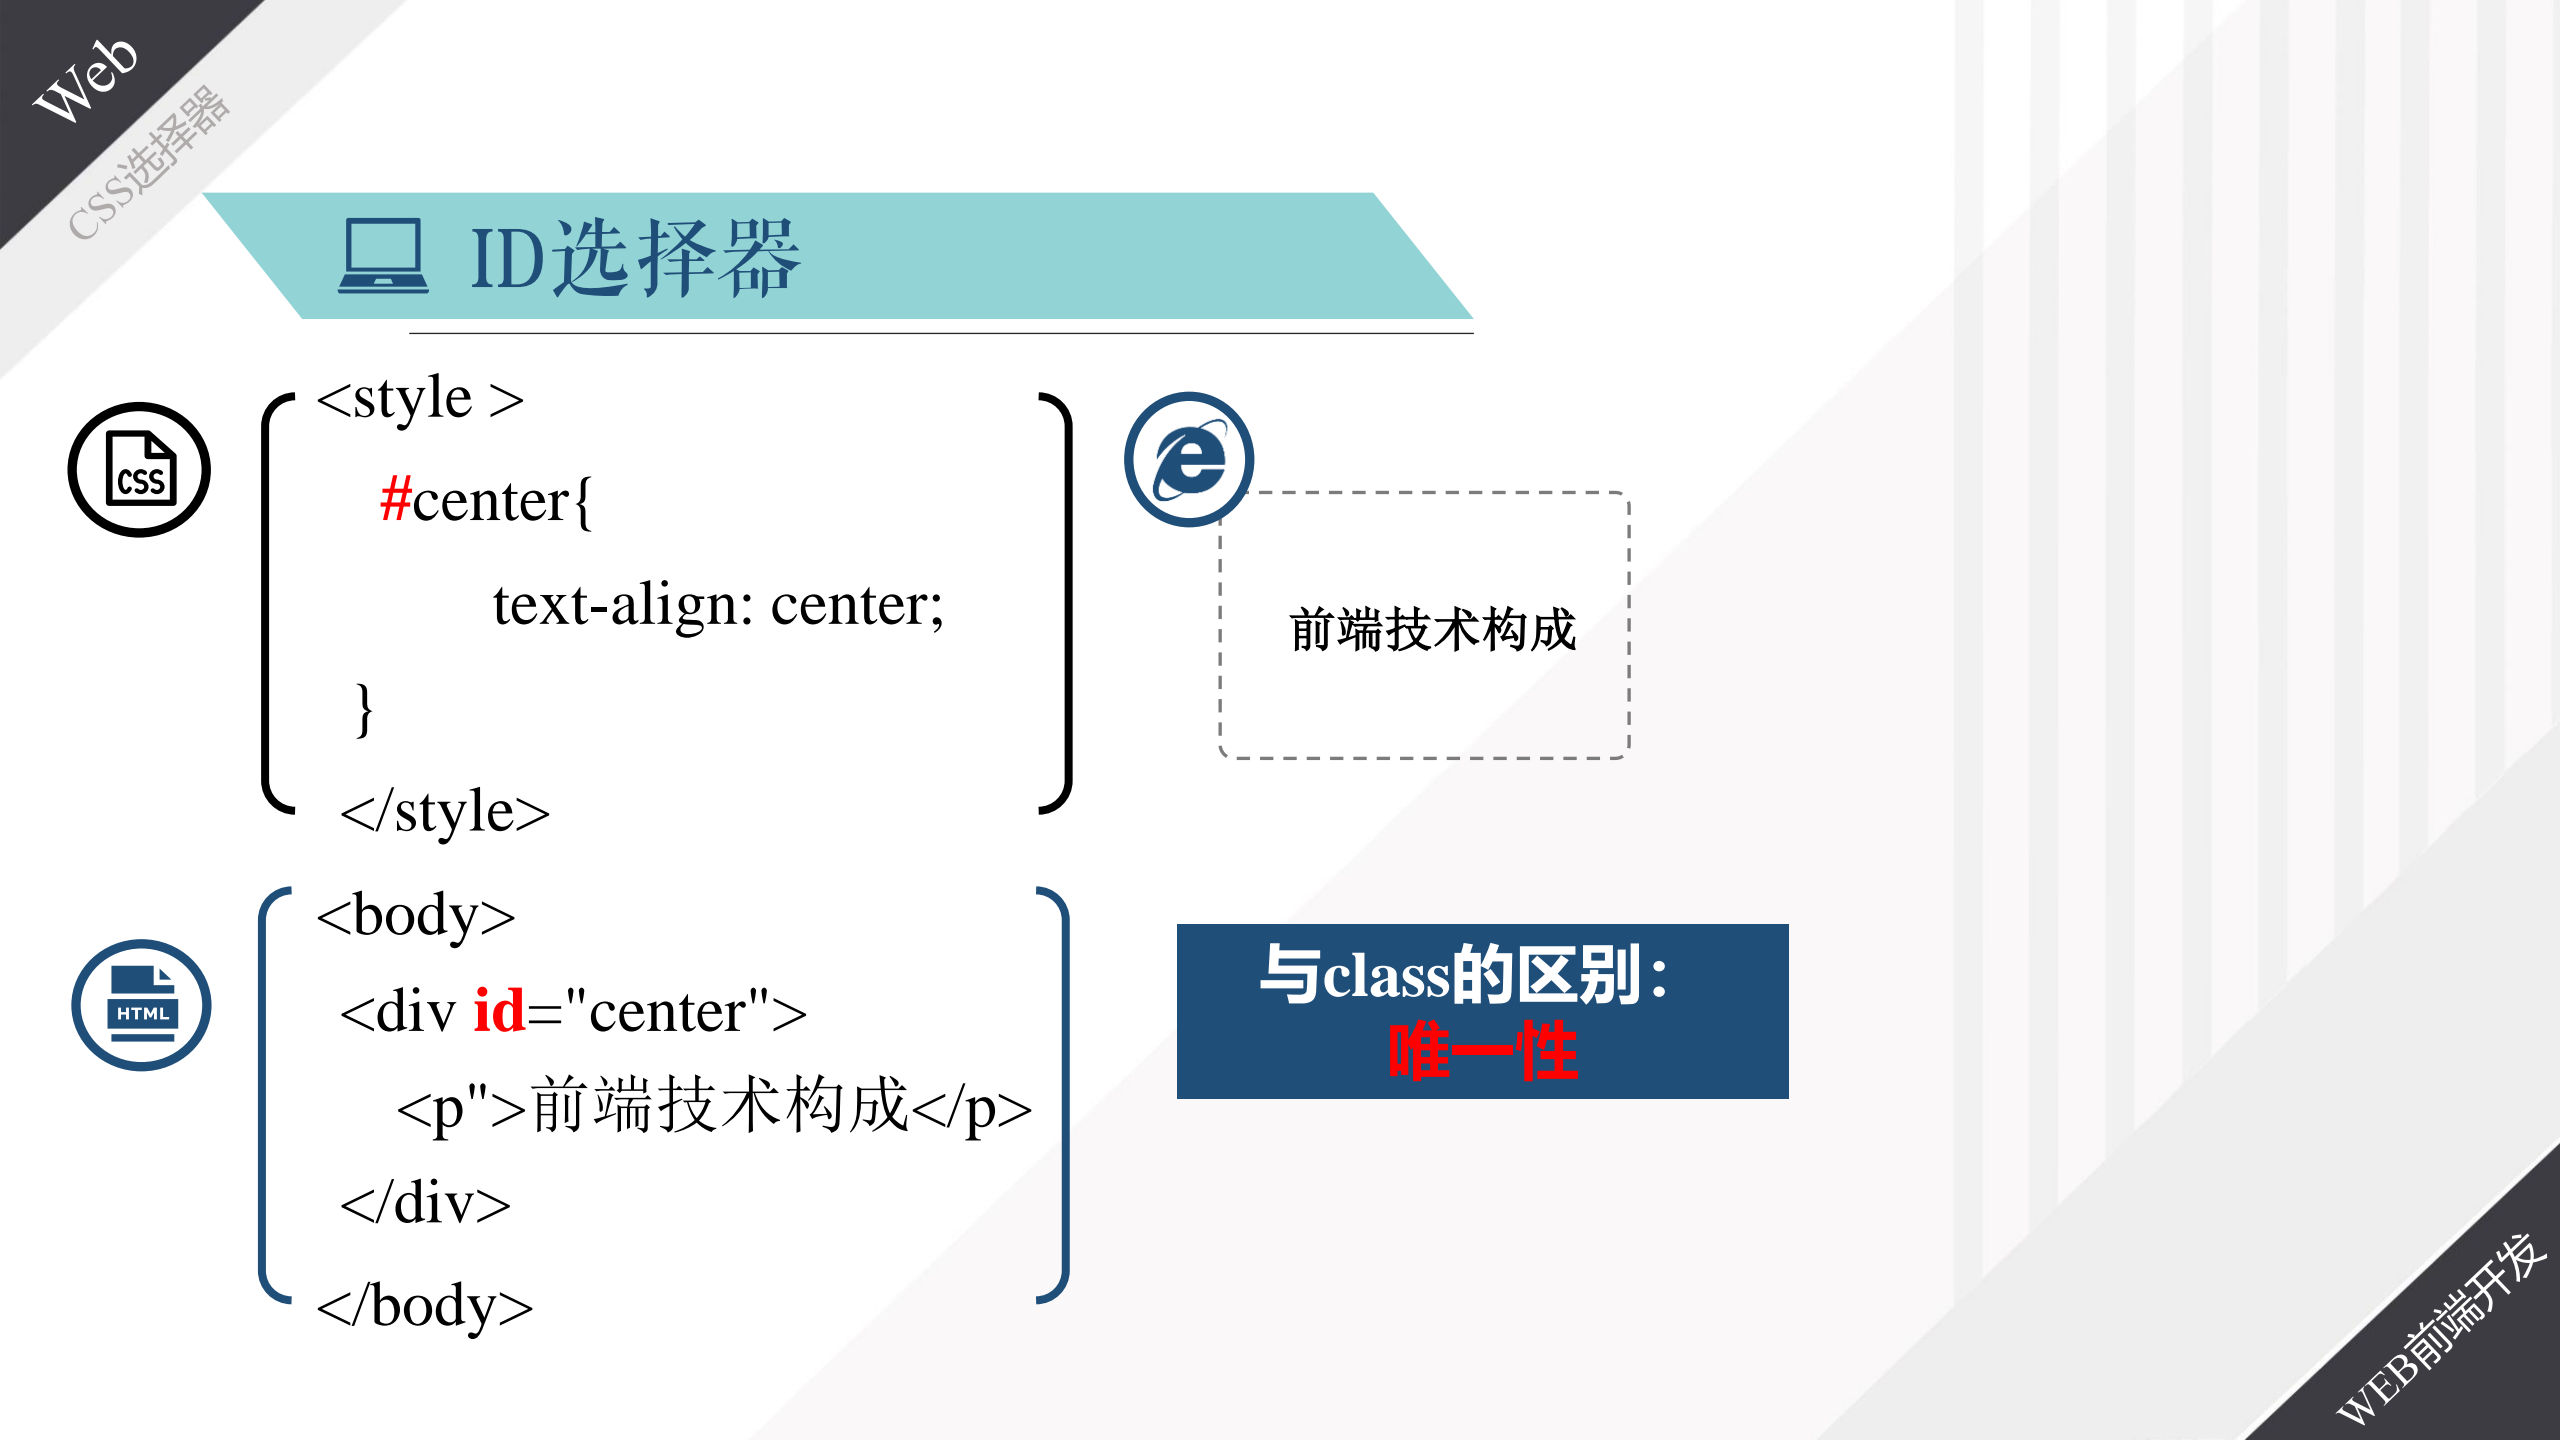 Web
CSS选择器
ID选择器
<style >
#center{
text-align: center;
}
</style>
<body>
<div id="center">
<p">前端技术构成</p>
</div>
</body>
CSS
HTML
前端技术构成
与class的区别：
唯一性
WEB前端开发